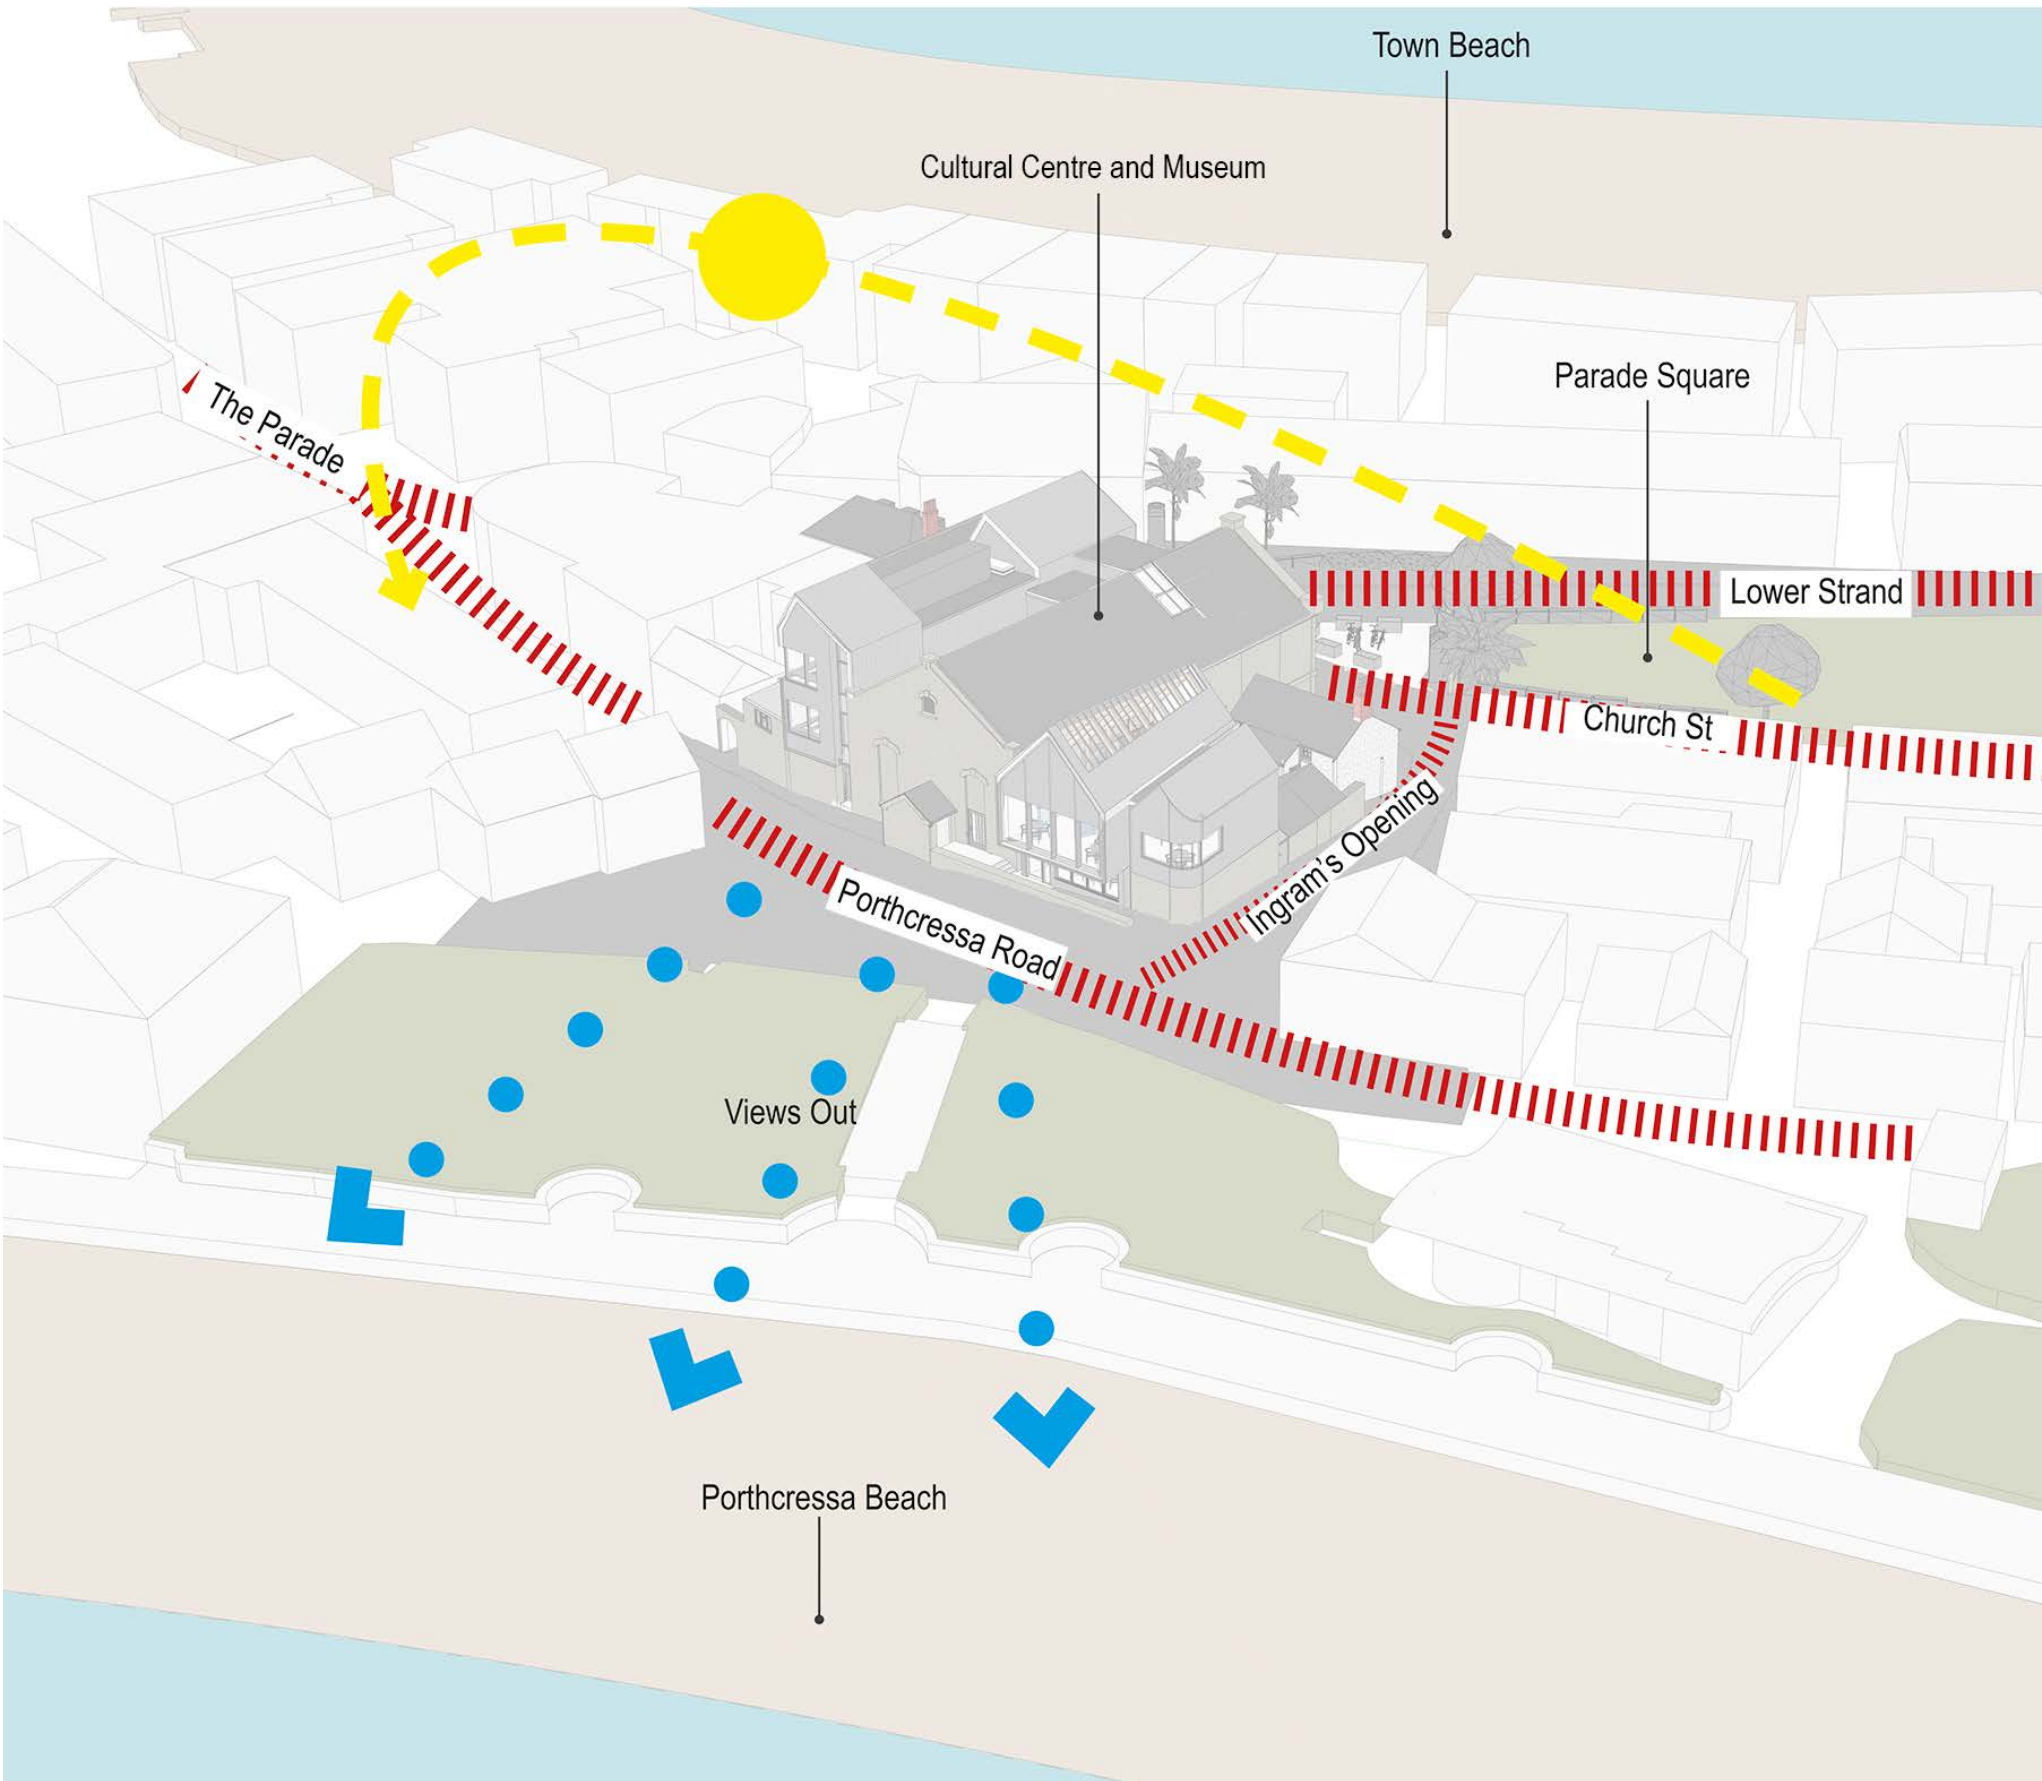 Town Beach
Cultural Centre and Museum
Parade Square
The Parade
Lower Strand
Church St
Ingram's Opening
Porthcressa Road
Views Out
Porthcressa Beach